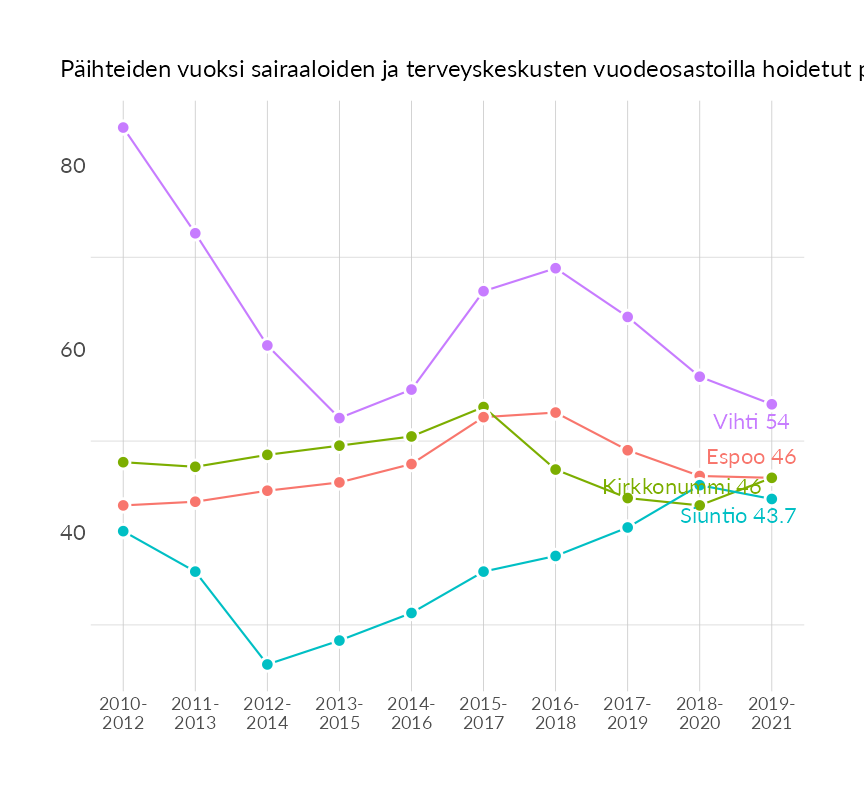 Päihteiden vuoksi sairaaloiden ja terveyskeskusten vuodeosastoilla hoidetut
80
60
40
Vihti 54
Espoo 46
Kirkkonummi 46
Siuntio 43.7
2010- 2011- 2012- 2013- 2014- 2015- 2016- 2017- 2018- 2019-
2012 2013 2014 2015 2016 2017 2018 2019 2020 2021